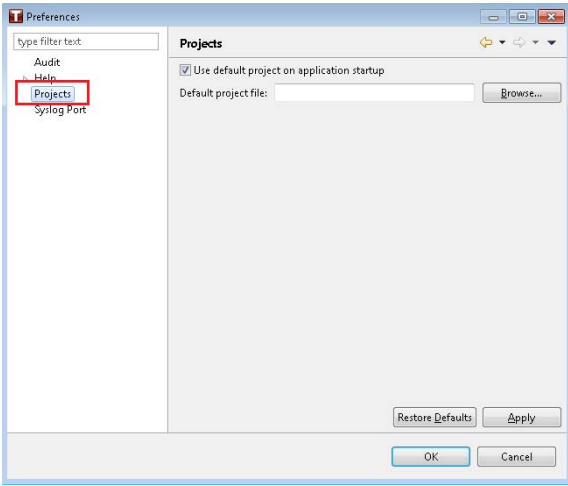 Preferences
type filter text
Audit
Help
Projects
Syslog Port
Projects
Use default project on application startup
Default project file:
Browse...
Restore Defaults
Apply
OK
Cancel